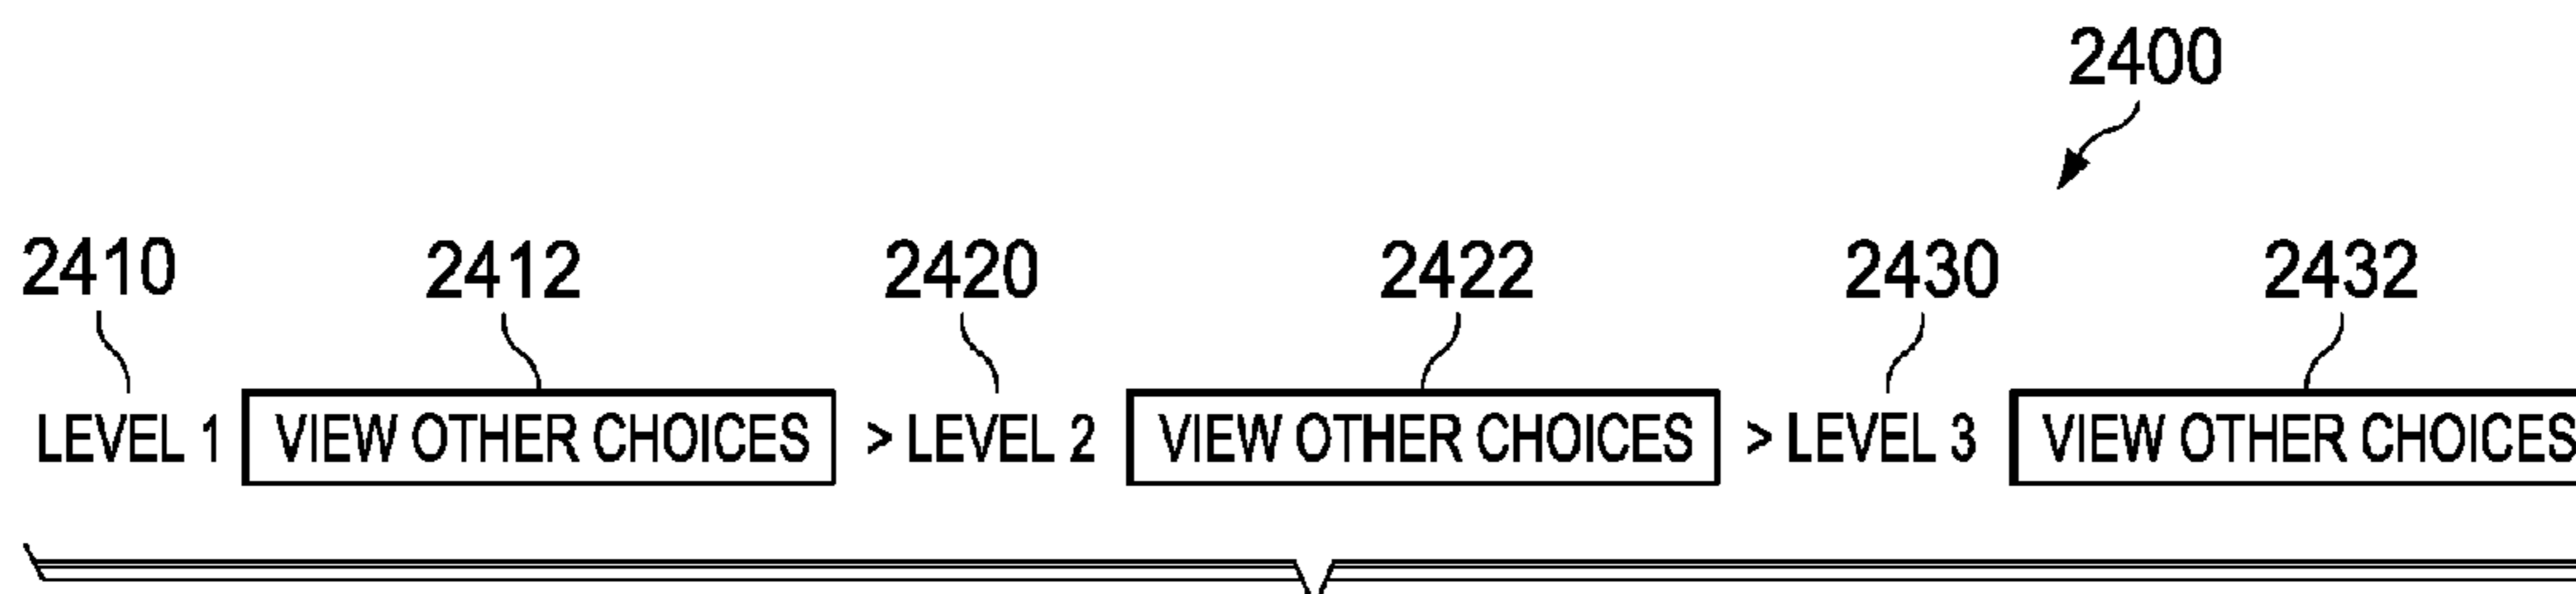 2400
2410 2412 2420 2422 2430 2432
LEVEL 1 VIEW OTHER CHOICES > LEVEL 2 VIEW OTHER CHOICES > LEVEL 3 VIEW OTHER CHOICES